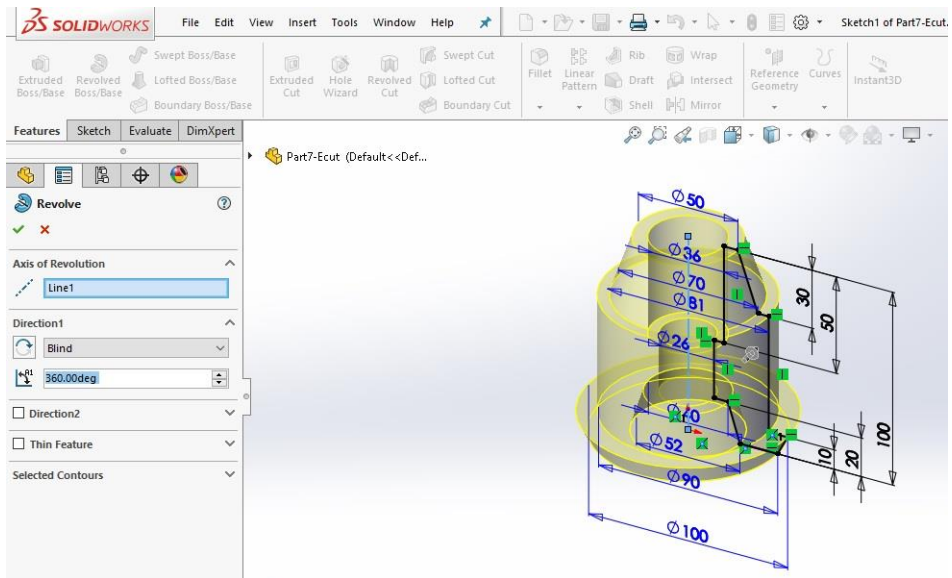 SOLIDWORKS File Edit View Insert Tools Window Help Sketch1 of Part7-Ecut.
Extruded Boss/Base
Revolved Boss/Base
Swept Boss/Base
Lofted Boss/Base
Boundary Boss/Base
Extruded Cut
Hole Wizard
Revolved Cut
Swept Cut
Lofted Cut
Boundary Cut
Fillet
Linear Pattern
Rib
Draft
Shell
Wrap
Intersect
Mirror
Reference Geometry
Curves
Instant3D
Features Sketch Evaluate DimXpert
Part7-Ecut (Default<<Def...
Revolve
Axis of Revolution
Line1
Direction1
Blind
360.00deg
Direction2
Thin Feature
Selected Contours
Ø50
Ø36
Ø70
Ø81
Ø26
Ø52
Ø90
Ø100
30
50
100
10
20